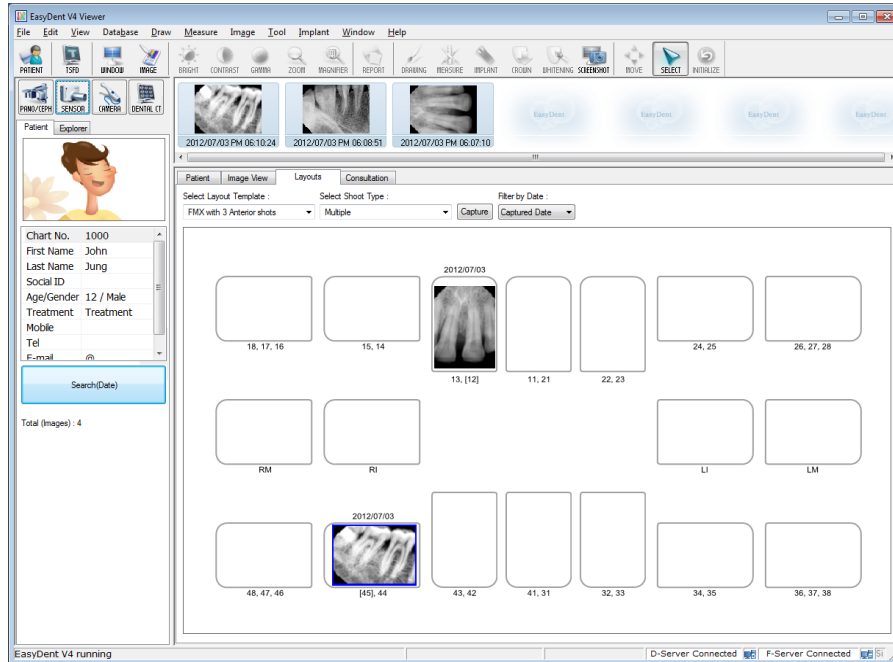 EasyDent V4 Viewer
File Edit View Database Draw Measure Image Tool Implant Window Help
PATIENT TSFD WINDOW IMAGE BRIGHT CONTRAST GAMMA ZOOM MAGNIFIER REPORT DRAWING MEASURE IMPLANT CROWN WHITENING SCREENSHOT MOVE SELECT INITIALIZE
PANO/CEPH SENSOR CAMERA DENTAL CT
EasyDent EasyDent EasyDent EasyDent
Patient Explorer
2012/07/03 PM 06:10:24 2012/07/03 PM 06:08:51 2012/07/03 PM 06:07:10
Patient Image View Layouts Consultation
Select Layout Template : Select Shoot Type : Filter by Date :
FMX with 3 Anterior shots Multiple Capture Captured Date
Chart No. 1000
First Name John
Last Name Jung
Social ID
Age/Gender 12 / Male
Treatment Treatment
Mobile
Tel
E-mail @
Search(Date)
Total (Images) : 4
2012/07/03
18, 17, 16 15, 14 24, 25 26, 27, 28
13, [12] 11, 21 22, 23
RM RI LI LM
2012/07/03
48, 47, 46 [45], 44 43, 42 41, 31 32, 33 34, 35 36, 37, 38
EasyDent V4 running D-Server Connected F-Server Connected Si